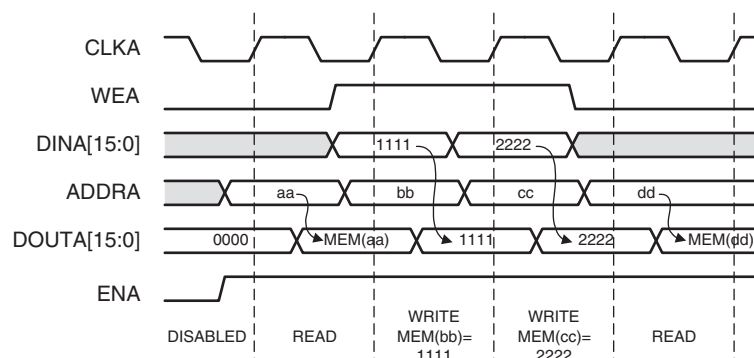 CLKA
WEA
DINA[15:0] 1111 2222
ADDRA aa bb cc dd
DOUTA[15:0] 0000 MEM(aa) 1111 2222 MEM(dd)
ENA
DISABLED READ WRITE MEM(bb)= 1111 WRITE MEM(cc)= 2222 READ